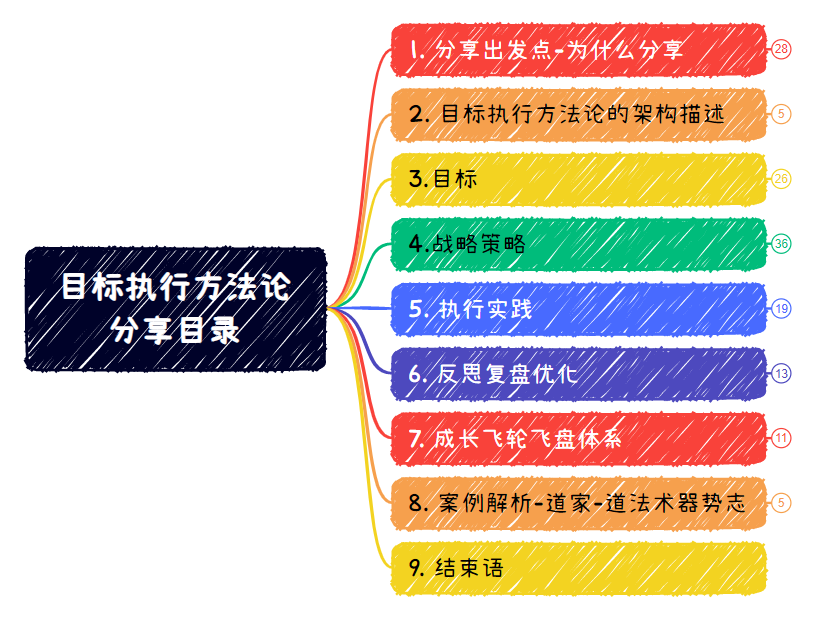 目标执行方法论
分享目录
1. 分享出发点-为什么分享
28
2. 目标执行方法论的架构描述
5
3.目标
26
4.战略策略
36
5. 执行实践
19
6. 反思复盘优化
13
7. 成长飞轮飞盘体系
11
8. 案例解析-道家-道法术器势志
5
9. 结束语